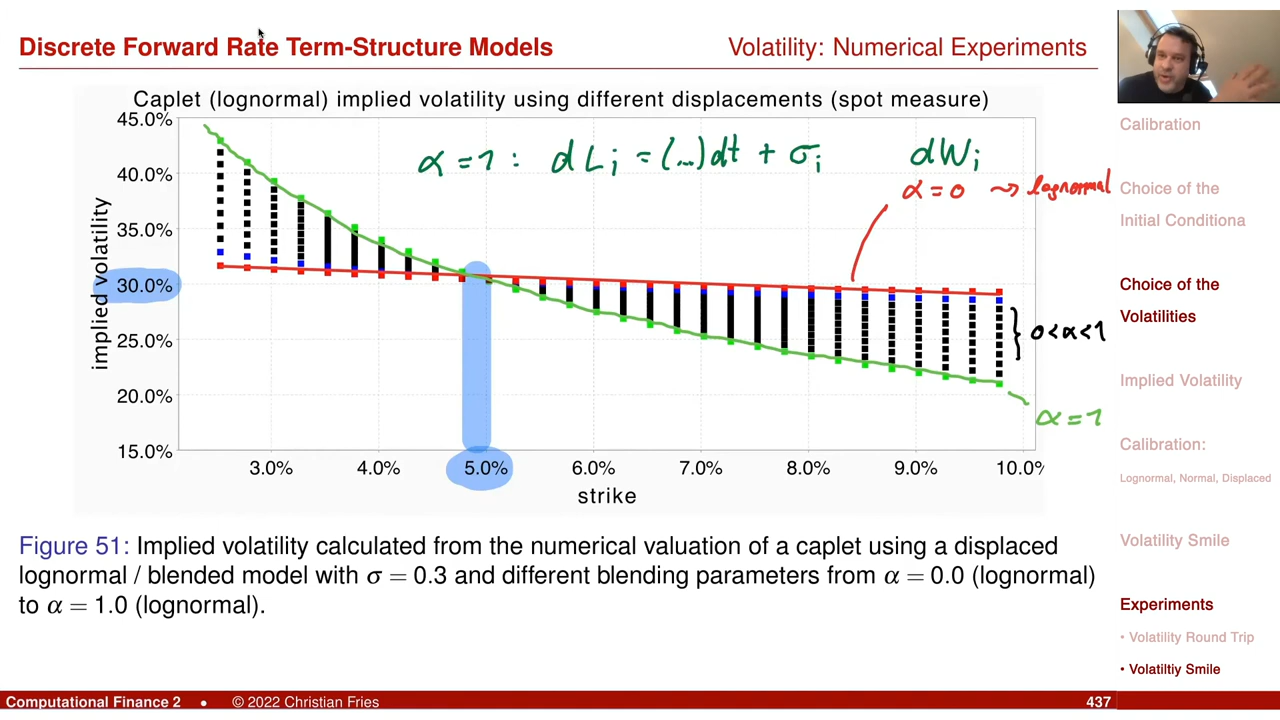 Discrete Forward Rate Term-Structure Models
Volatility: Numerical Experiments
Caplet (lognormal) implied volatility using different displacements (spot measure)
45.0%
40.0%
35.0%
30.0%
25.0%
20.0%
15.0%
implied volatility
α = 1 : dLi = (...)dt + σi dWi
α = 0 ⇝ lognormal
0<α<1
α=1
3.0% 4.0% 5.0% 6.0% 7.0% 8.0% 9.0% 10.0%
strike
Figure 51: Implied volatility calculated from the numerical valuation of a caplet using a displaced
lognormal / blended model with σ = 0.3 and different blending parameters from α = 0.0 (lognormal)
to α = 1.0 (lognormal).
Calibration
Choice of the
Initial Conditiona
Choice of the
Volatilities
Implied Volatility
Calibration:
Lognormal, Normal, Displaced
Volatility Smile
Experiments
• Volatility Round Trip
• Volatiltiy Smile
Computational Finance 2 • © 2022 Christian Fries 437